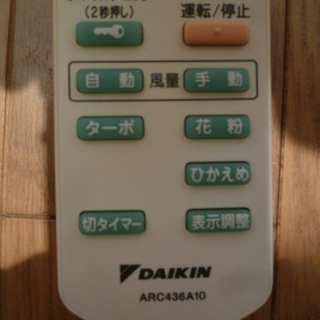 (2秒押し) 運転/停止
自動 風量 手動
ターボ 花粉
ひかえめ
切タイマー 表示調整
DAIKIN
ARC436A10